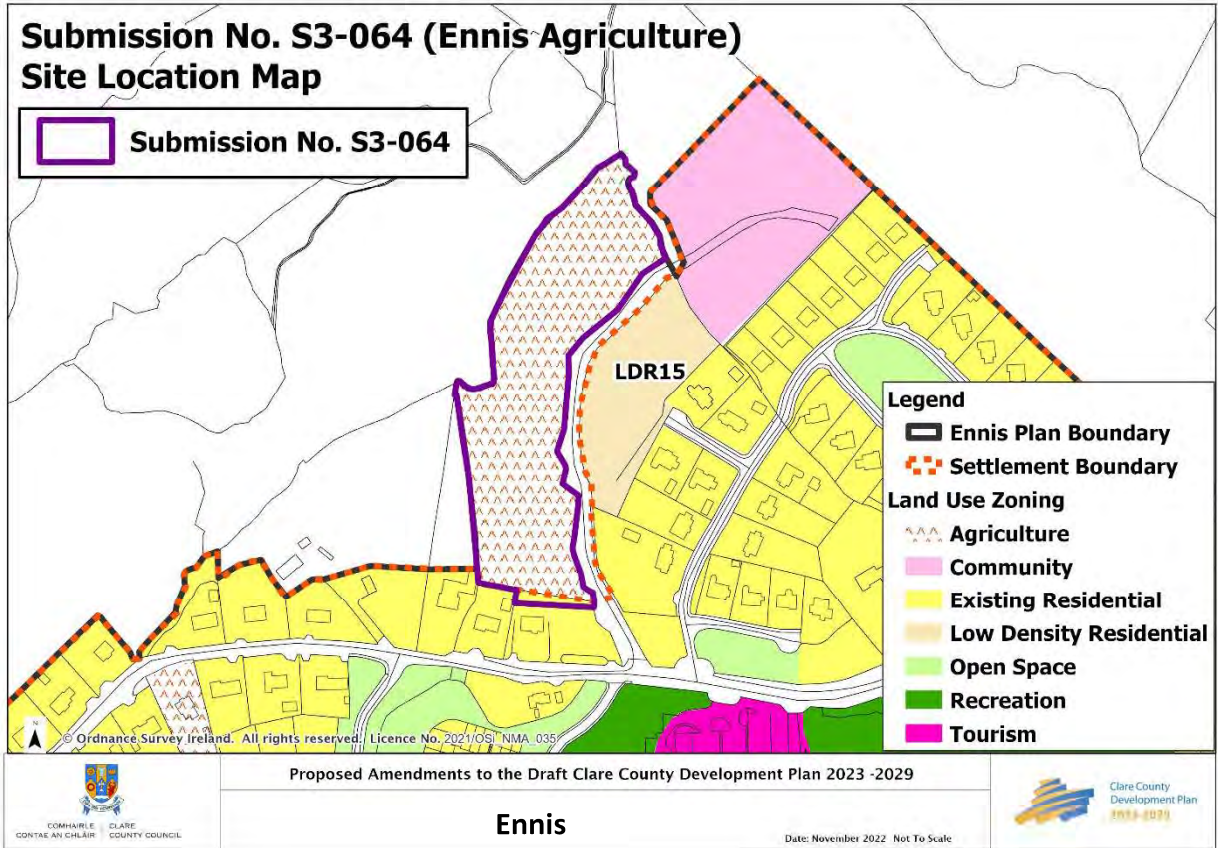 Submission No. S3-064 (Ennis Agriculture)
Site Location Map
Submission No. S3-064
LDR15
Legend
Ennis Plan Boundary
Settlement Boundary
Land Use Zoning
Agriculture
Community
Existing Residential
Low Density Residential
Open Space
Recreation
Tourism
N
© Ordnance Survey Ireland. All rights reserved. Licence No. 2021/OSi_NMA_035
Proposed Amendments to the Draft Clare County Development Plan 2023 -2029
Ennis
Date: November 2022 Not To Scale
COMHAIRLE CLARE
CONTAE AN CHLÁIR COUNTY COUNCIL
Clare County
Development Plan
2023-2029